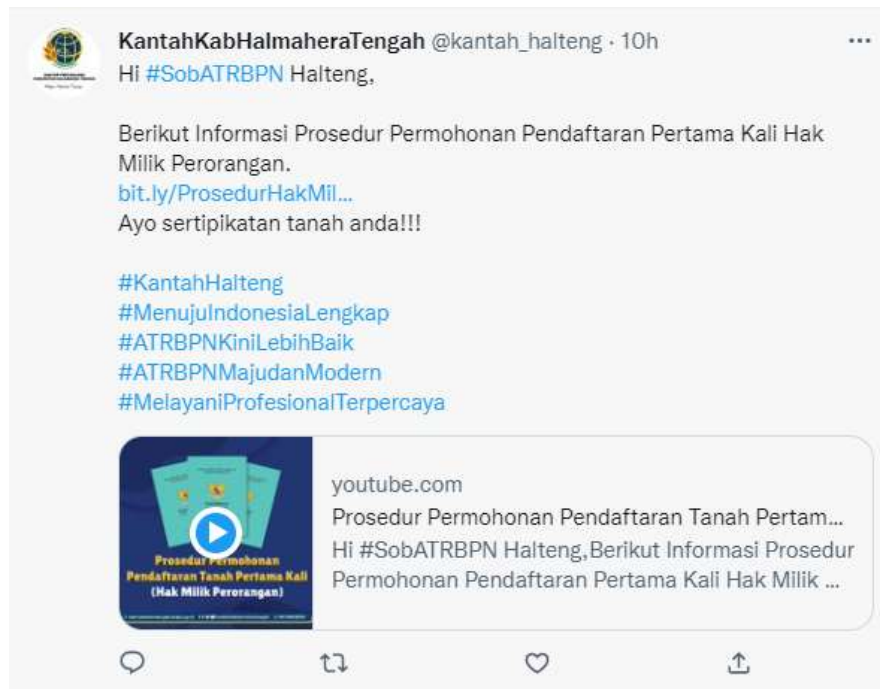 KantahKabHalmaheraTengah @kantah_halteng · 10h
Hi #SobATRBPN Halteng,
Berikut Informasi Prosedur Permohonan Pendaftaran Pertama Kali Hak
Milik Perorangan.
bit.ly/ProsedurHakMil...
Ayo sertipikatan tanah anda!!!
#KantahHalteng
#MenujuIndonesiaLengkap
#ATRBPNKiniLebihBaik
#ATRBPNMajudanModern
#MelayaniProfesionalTerpercaya
Prosedur Permohonan
Pendaftaran Tanah Pertama Kali
(Hak Milik Perorangan)
youtube.com
Prosedur Permohonan Pendaftaran Tanah Pertam...
Hi #SobATRBPN Halteng,Berikut Informasi Prosedur
Permohonan Pendaftaran Pertama Kali Hak Milik ...